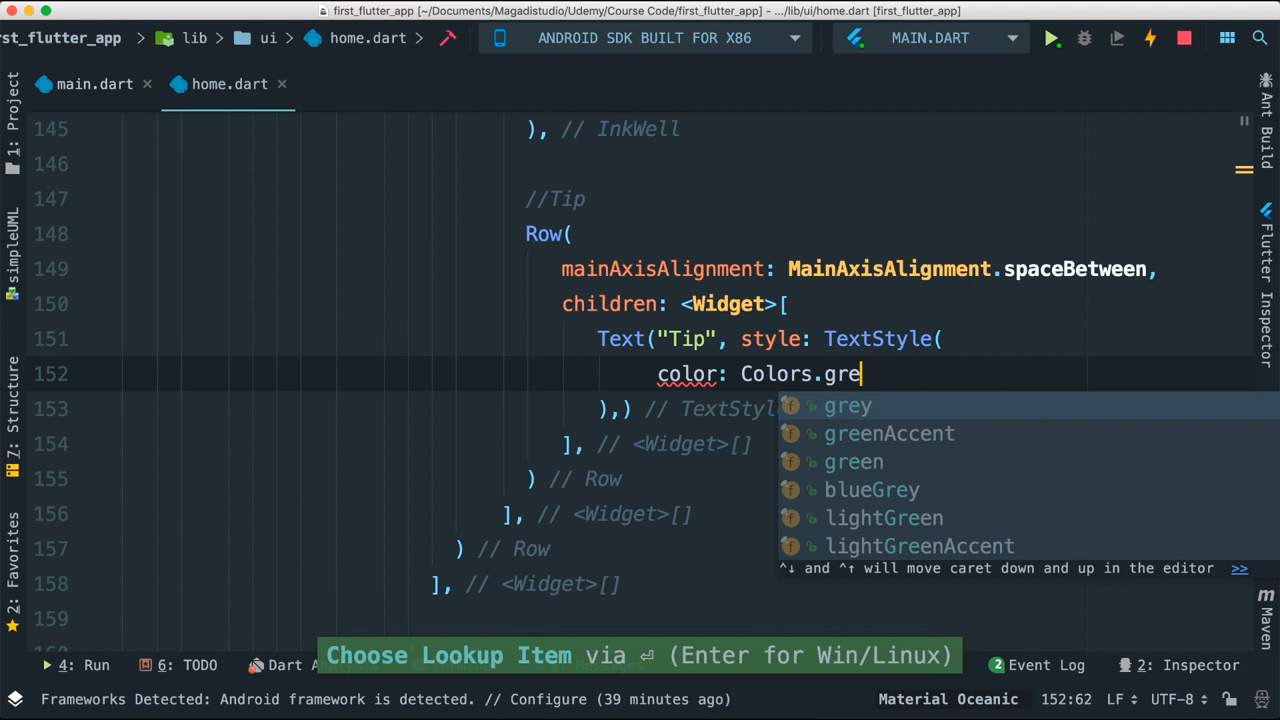 first_flutter_app [~/Documents/Magadistudio/Udemy/Course Code/first_flutter_app] - .../lib/ui/home.dart [first_flutter_app]
rst_flutter_app lib ui home.dart ANDROID SDK BUILT FOR X86 MAIN.DART
main.dart home.dart
1: Project
simpleUML
7: Structure
2: Favorites
145 ), // InkWell
146
147 //Tip
148 Row(
149 mainAxisAlignment: MainAxisAlignment.spaceBetween,
150 children: <Widget>[
151 Text("Tip", style: TextStyle(
152 color: Colors.gre
153 ),) // TextStyle
154 ], // <Widget>[]
155 ) // Row
156 ], // <Widget>[]
157 ) // Row
158 ], // <Widget>[]
159
grey
greenAccent
green
blueGrey
lightGreen
lightGreenAccent
^↓ and ^↑ will move caret down and up in the editor >>
Ant Build
Flutter Inspector
Maven
Choose Lookup Item via ⏎ (Enter for Win/Linux)
4: Run 6: TODO Dart 2 Event Log 2: Inspector
Frameworks Detected: Android framework is detected. // Configure (39 minutes ago) Material Oceanic 152:62 LF UTF-8